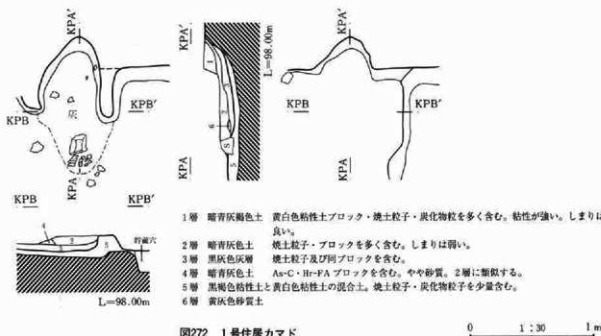 KPA'
KPA'
L=98.00m
KPA'
1
2
3
灰
6
5
KPB
KPB'
KPA
KPA
S
5
KPB
KPB'
KPA
KPB
KPB'
4
3
5
貯蔵穴
L=98.00m
1層 暗青灰褐色土 黄白色粘性土ブロック・焼土粒子・炭化物粒を多く含む。粘性が強い。しまりは
良い。
2層 暗青灰色土 焼土粒子・ブロックを多く含む。しまりは弱い。
3層 黒灰色灰層 焼土粒子及び同ブロックを含む。
4層 暗青灰色土 As-C・Hr-FAブロックを含む。やや砂質。2層に類似する。
5層 黒褐色粘性土と黄白色粘性土の混合土。焼土粒子・炭化物粒子を少量含む。
6層 黄灰色砂質土
図272 1号住居カマド
0 1:30 1m